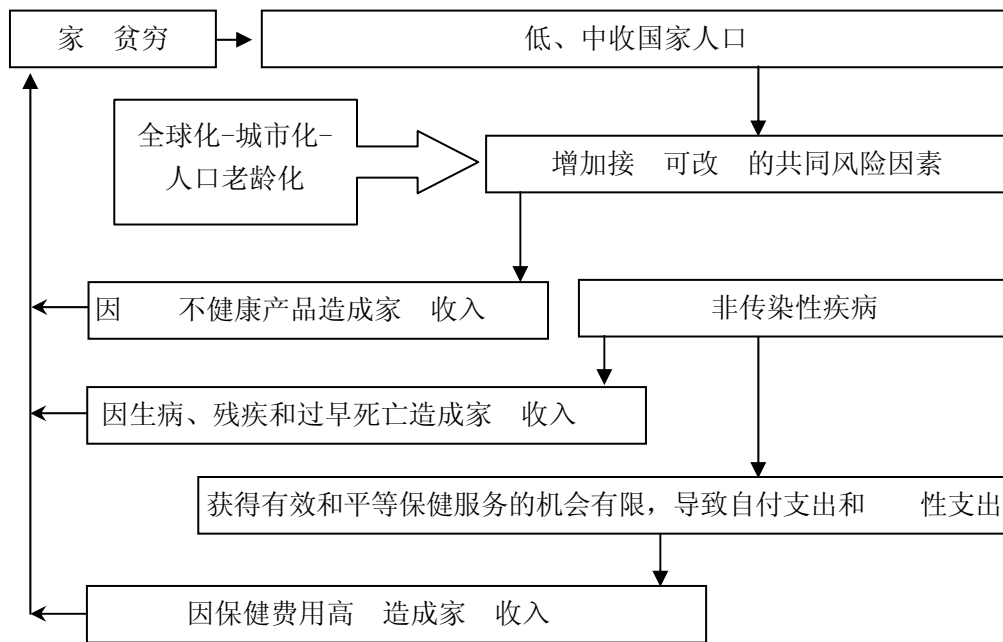 家 贫穷
低、中收国家人口
全球化-城市化-
人口老龄化
增加接 可改 的共同风险因素
因 不健康产品造成家 收入
非传染性疾病
因生病、残疾和过早死亡造成家 收入
获得有效和平等保健服务的机会有限，导致自付支出和 性支出
因保健费用高 造成家 收入